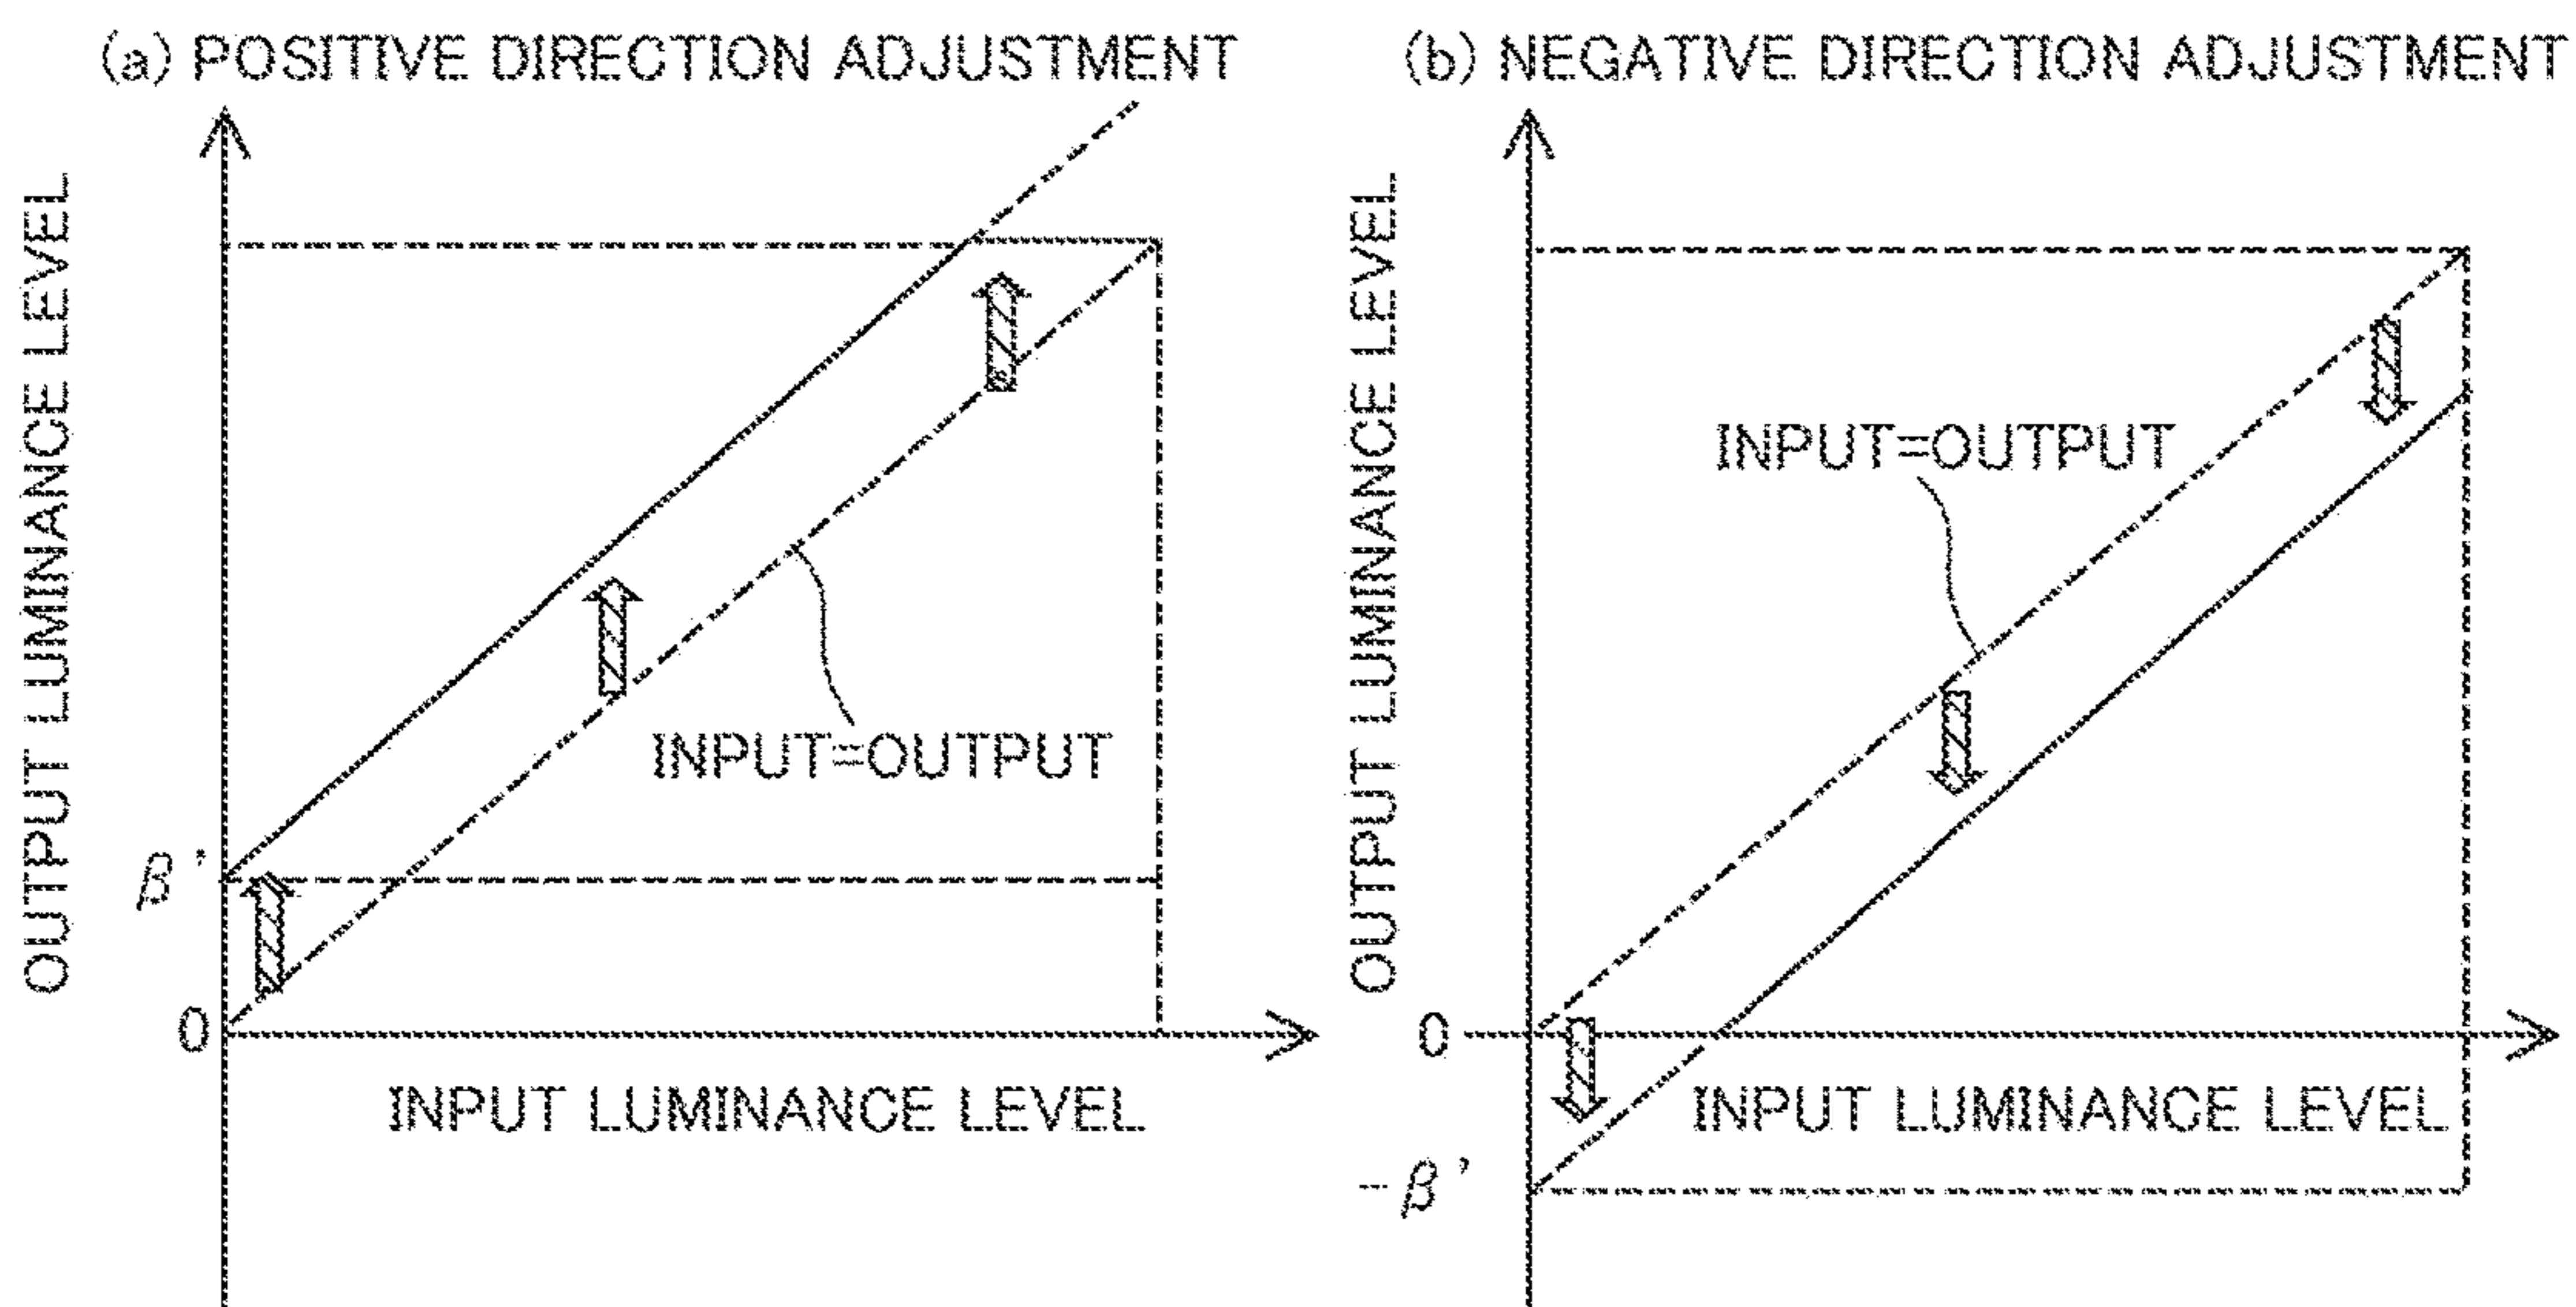 (a) POSITIVE DIRECTION ADJUSTMENT
OUTPUT LUMINANCE LEVEL
INPUT=OUTPUT
β'
0
INPUT LUMINANCE LEVEL
(b) NEGATIVE DIRECTION ADJUSTMENT
OUTPUT LUMINANCE LEVEL
INPUT=OUTPUT
0
INPUT LUMINANCE LEVEL
-β'